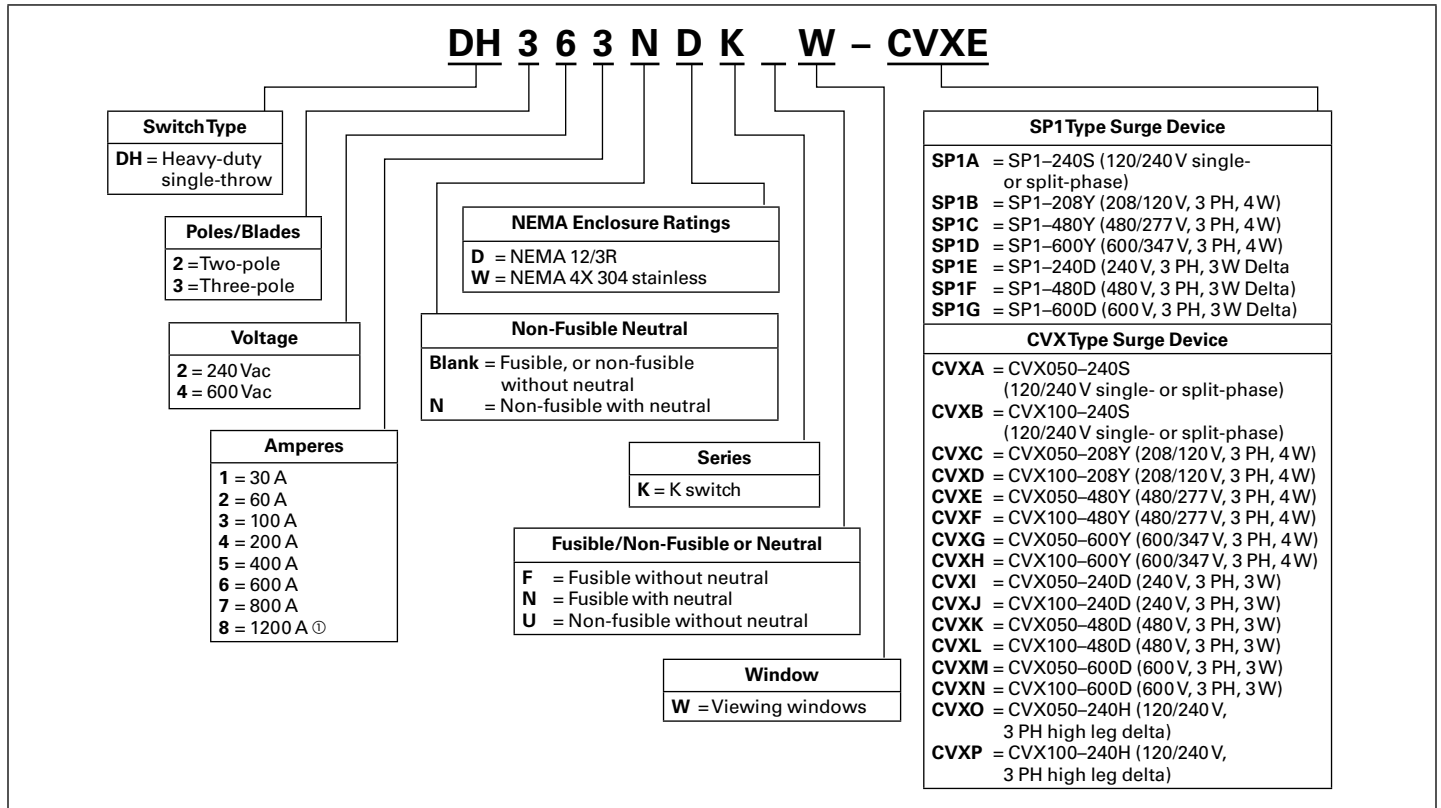 DH 3 6 3 N D K _ W – CVXE
Switch Type
DH = Heavy-duty
single-throw
Poles/Blades
2 = Two-pole
3 = Three-pole
Voltage
2 = 240 Vac
4 = 600 Vac
Amperes
1 = 30 A
2 = 60 A
3 = 100 A
4 = 200 A
5 = 400 A
6 = 600 A
7 = 800 A
8 = 1200 A ①
NEMA Enclosure Ratings
D = NEMA 12/3R
W = NEMA 4X 304 stainless
Non-Fusible Neutral
Blank = Fusible, or non-fusible
without neutral
N = Non-fusible with neutral
Series
K = K switch
Fusible/Non-Fusible or Neutral
F = Fusible without neutral
N = Fusible with neutral
U = Non-fusible without neutral
Window
W = Viewing windows
SP1 Type Surge Device
SP1A = SP1–240S (120/240 V single-
or split-phase)
SP1B = SP1–208Y (208/120 V, 3 PH, 4 W)
SP1C = SP1–480Y (480/277 V, 3 PH, 4 W)
SP1D = SP1–600Y (600/347 V, 3 PH, 4 W)
SP1E = SP1–240D (240 V, 3 PH, 3 W Delta
SP1F = SP1–480D (480 V, 3 PH, 3 W Delta)
SP1G = SP1–600D (600 V, 3 PH, 3 W Delta)
CVX Type Surge Device
CVXA = CVX050–240S
(120/240 V single- or split-phase)
CVXB = CVX100–240S
(120/240 V single- or split-phase)
CVXC = CVX050–208Y (208/120 V, 3 PH, 4 W)
CVXD = CVX100–208Y (208/120 V, 3 PH, 4 W)
CVXE = CVX050–480Y (480/277 V, 3 PH, 4 W)
CVXF = CVX100–480Y (480/277 V, 3 PH, 4 W)
CVXG = CVX050–600Y (600/347 V, 3 PH, 4 W)
CVXH = CVX100–600Y (600/347 V, 3 PH, 4 W)
CVXI = CVX050–240D (240 V, 3 PH, 3 W)
CVXJ = CVX100–240D (240 V, 3 PH, 3 W)
CVXK = CVX050–480D (480 V, 3 PH, 3 W)
CVXL = CVX100–480D (480 V, 3 PH, 3 W)
CVXM = CVX050–600D (600 V, 3 PH, 3 W)
CVXN = CVX100–600D (600 V, 3 PH, 3 W)
CVXO = CVX050–240H (120/240 V,
3 PH high leg delta)
CVXP = CVX100–240H (120/240 V,
3 PH high leg delta)